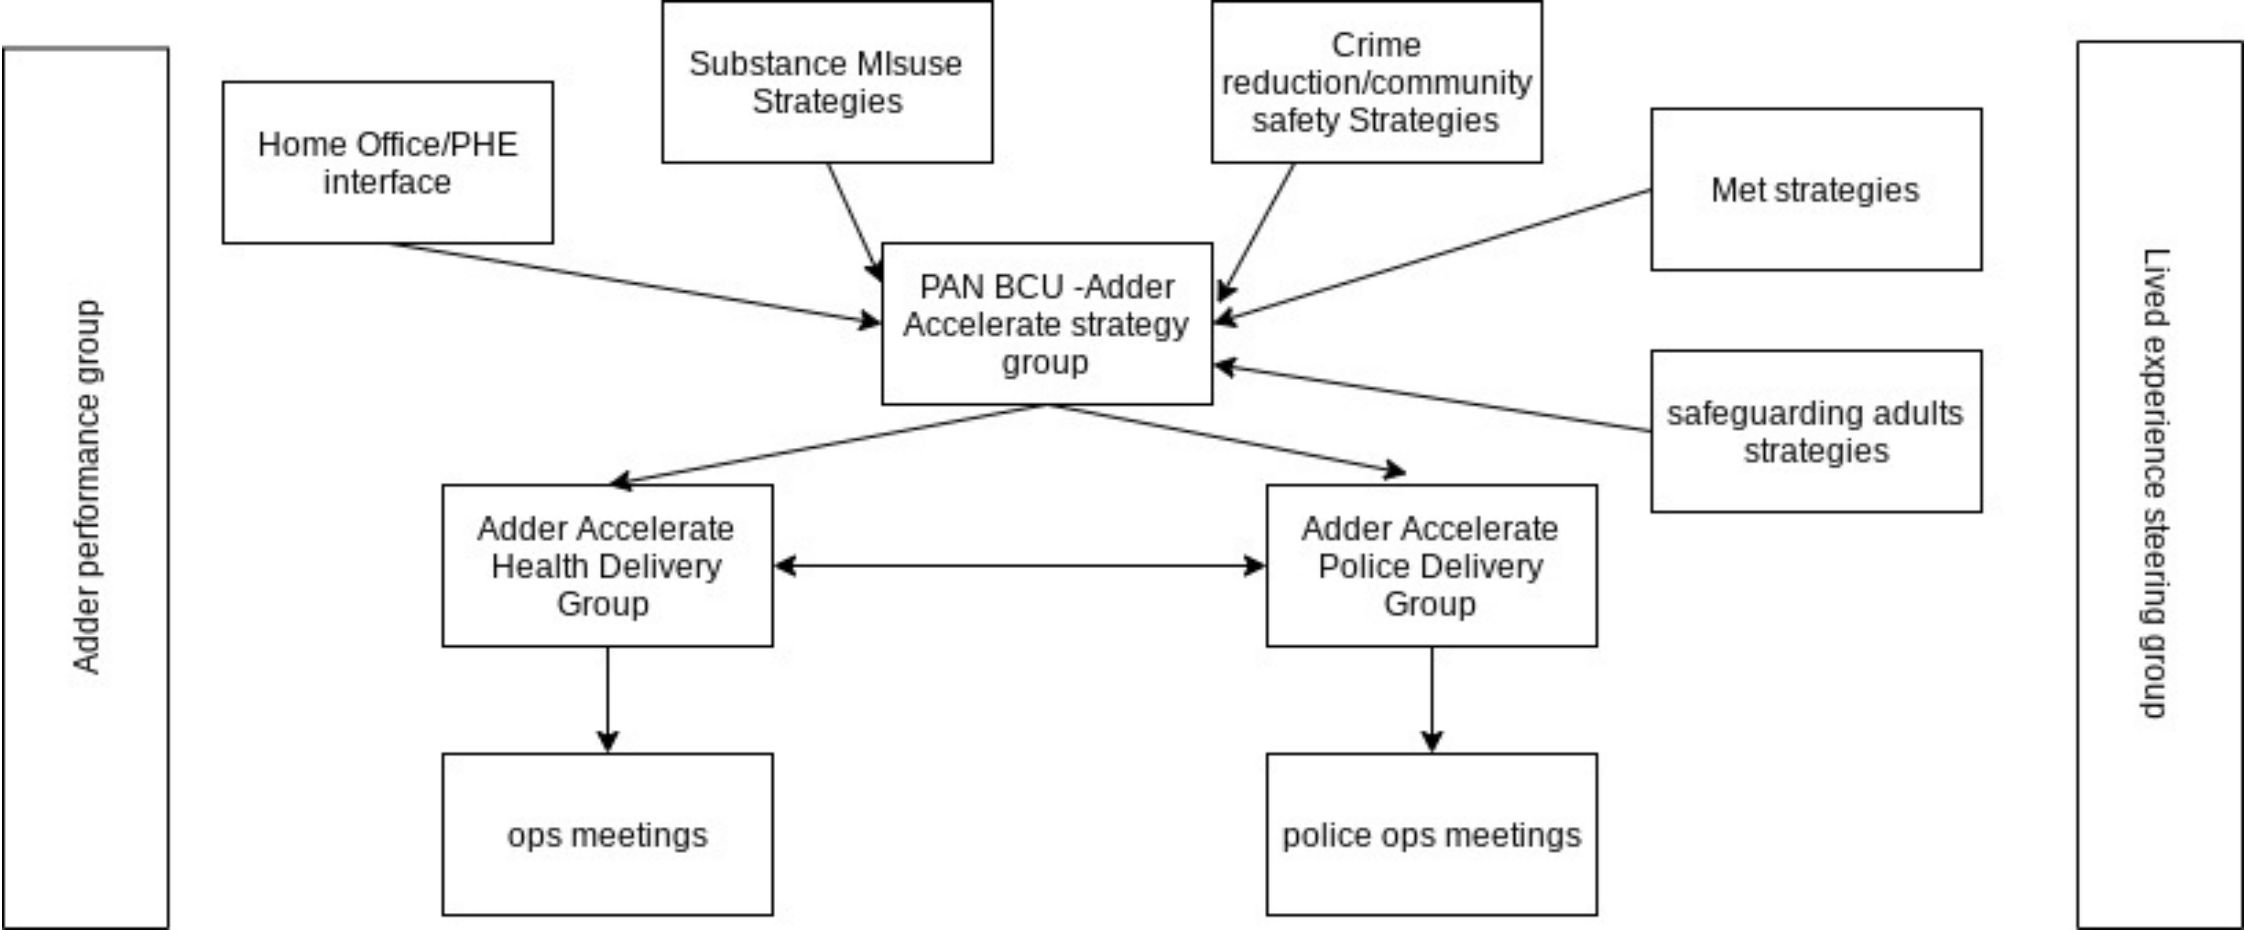 Substance MIsuse
Strategies
Crime
reduction/community
safety Strategies
Home Office/PHE
interface
Met strategies
PAN BCU -Adder
Accelerate strategy
group
safeguarding adults
strategies
Adder performance group
Lived experience steering group
Adder Accelerate
Health Delivery
Group
Adder Accelerate
Police Delivery
Group
ops meetings
police ops meetings